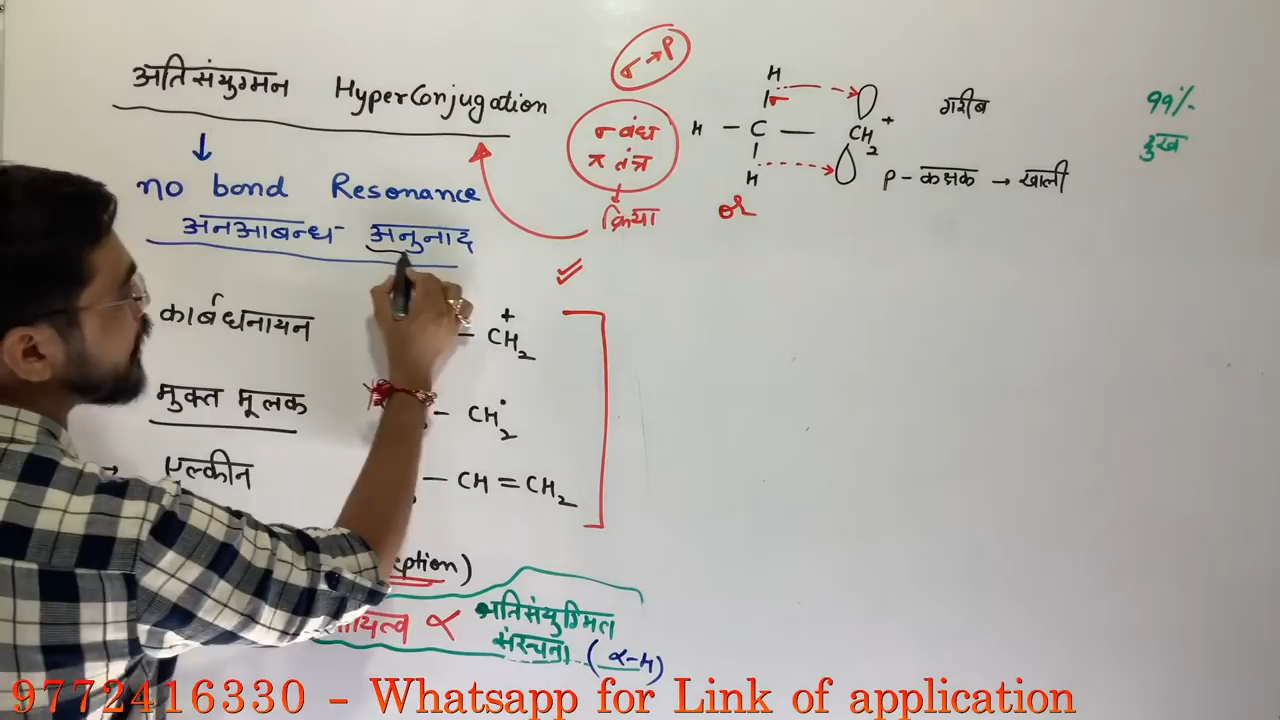 अतिसंयुग्मन HyperConjugation
no bond Resonance
अनआबन्ध अनुनाद
कार्बधनायन – CH2 +
मुक्त मूलक – CH2 •
→ एल्कीन – CH = CH2
ption)
ायित्व ∝ अतिसंयुग्मित
संरचना (α-H)
σ → P
σ बंध
π तंत्र
क्रिया
or
H
σ
H – C — CH2 +
H
गरीब
P - कक्षक → खाली
99%
दुख
9772416330 - Whatsapp for Link of application